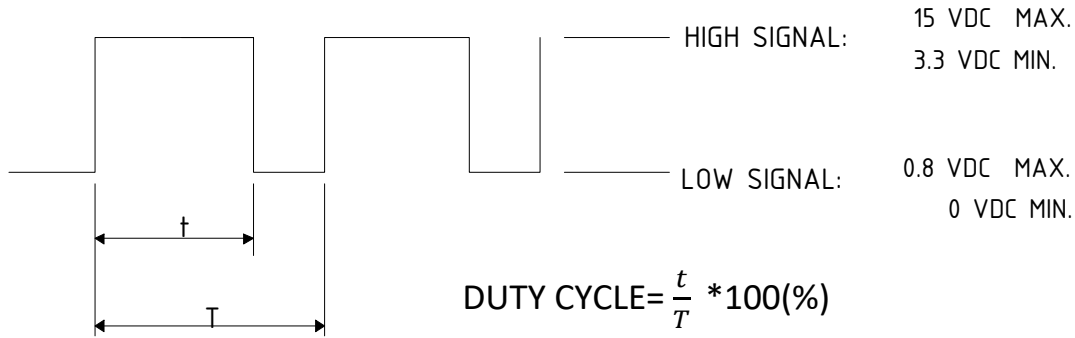 HIGH SIGNAL: 15 VDC MAX.
3.3 VDC MIN.
LOW SIGNAL: 0.8 VDC MAX.
0 VDC MIN.
t
T
DUTY CYCLE= t/T *100(%)